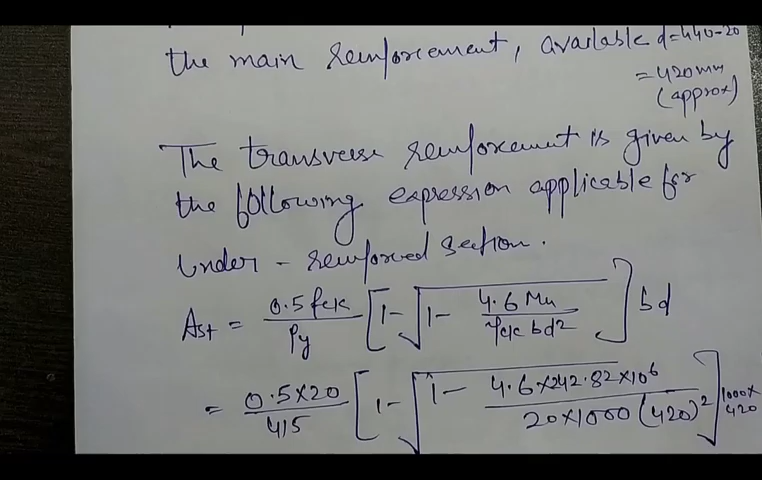 the main reinforcement, available d=440-20
=420mm
(approx)
The transverse reinforcement is given by
the following expression applicable for
Under - reinforced section.
Ast = 0.5 fck / fy [1-√(1 - 4.6 Mu / fck bd²)] bd
= 0.5×20 / 415 [1-√(1 - 4.6×242.82×10⁶ / 20×1000 (420)²)] 1000×420